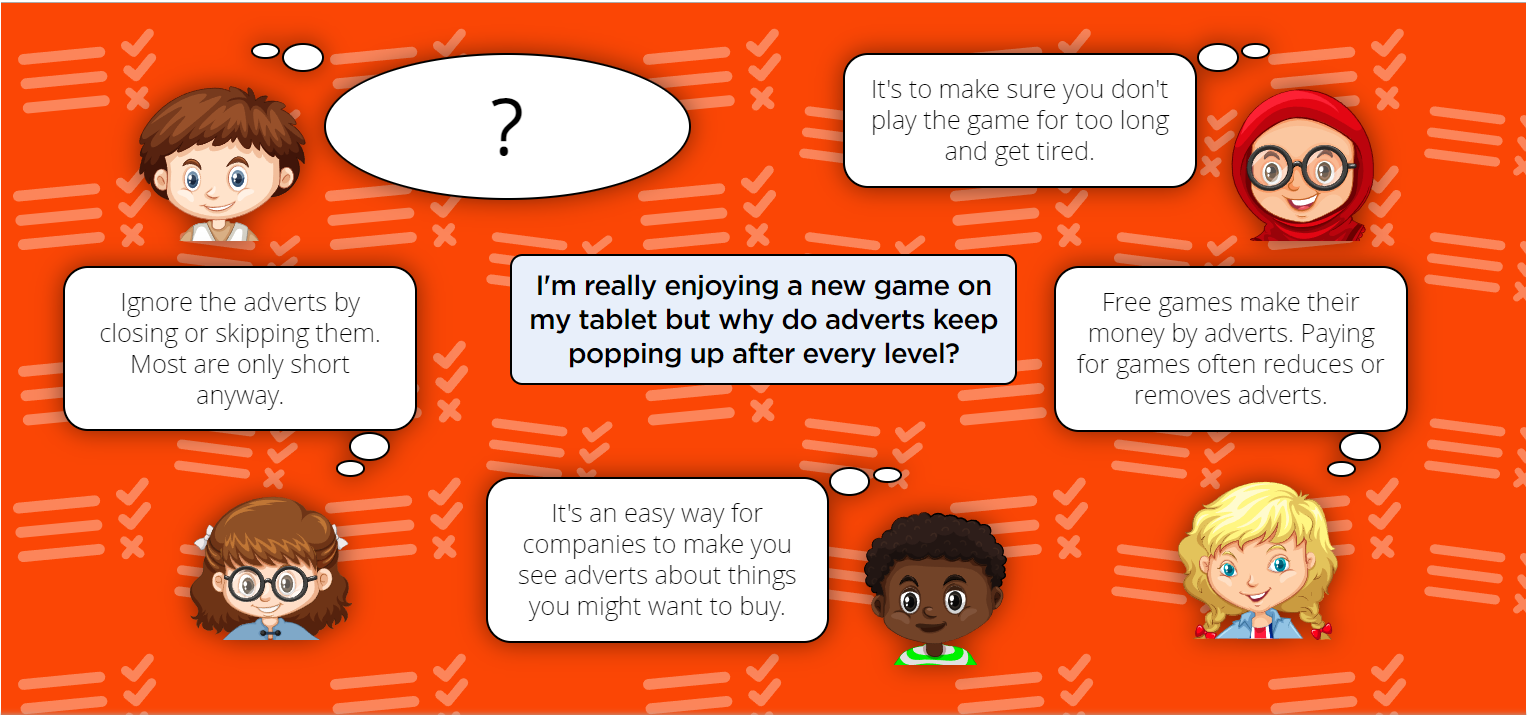 ?
It's to make sure you don't
play the game for too long
and get tired.
I'm really enjoying a new game on
my tablet but why do adverts keep
popping up after every level?
Ignore the adverts by
closing or skipping them.
Most are only short
anyway.
Free games make their
money by adverts. Paying
for games often reduces or
removes adverts.
It's an easy way for
companies to make you
see adverts about things
you might want to buy.